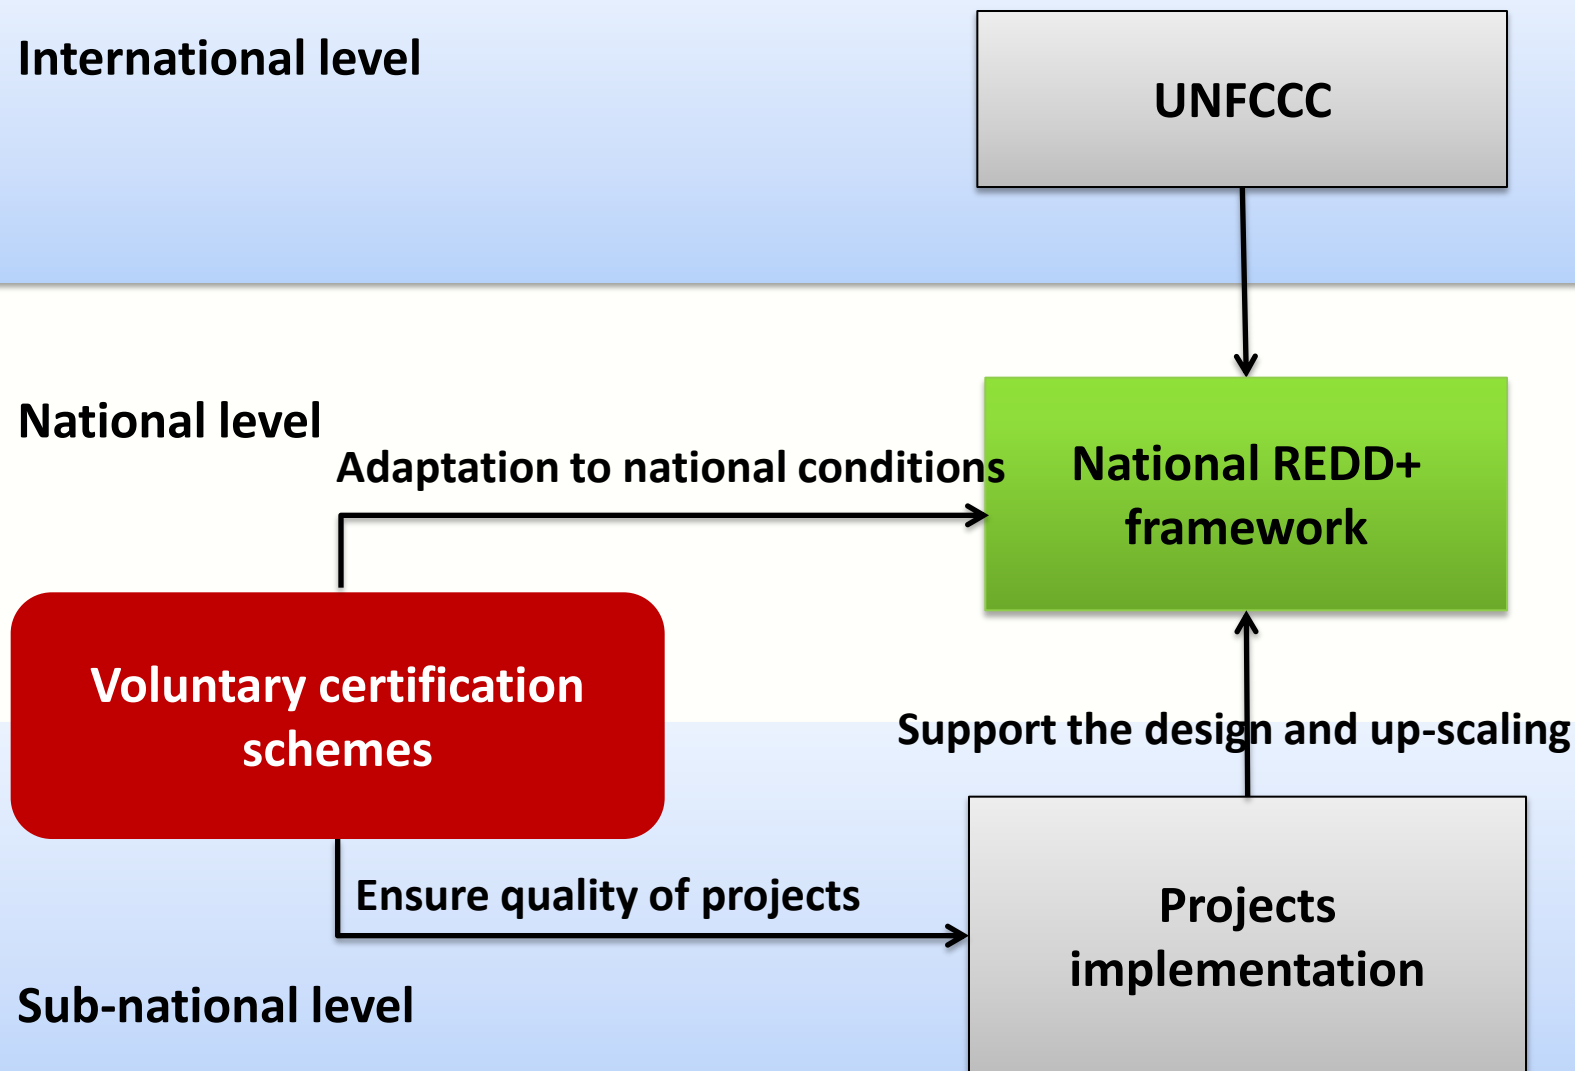 International level
UNFCCC
National level
Adaptation to national conditions
National REDD+
framework
Voluntary certification
schemes
Support the design and up-scaling
Ensure quality of projects
Projects
implementation
Sub-national level